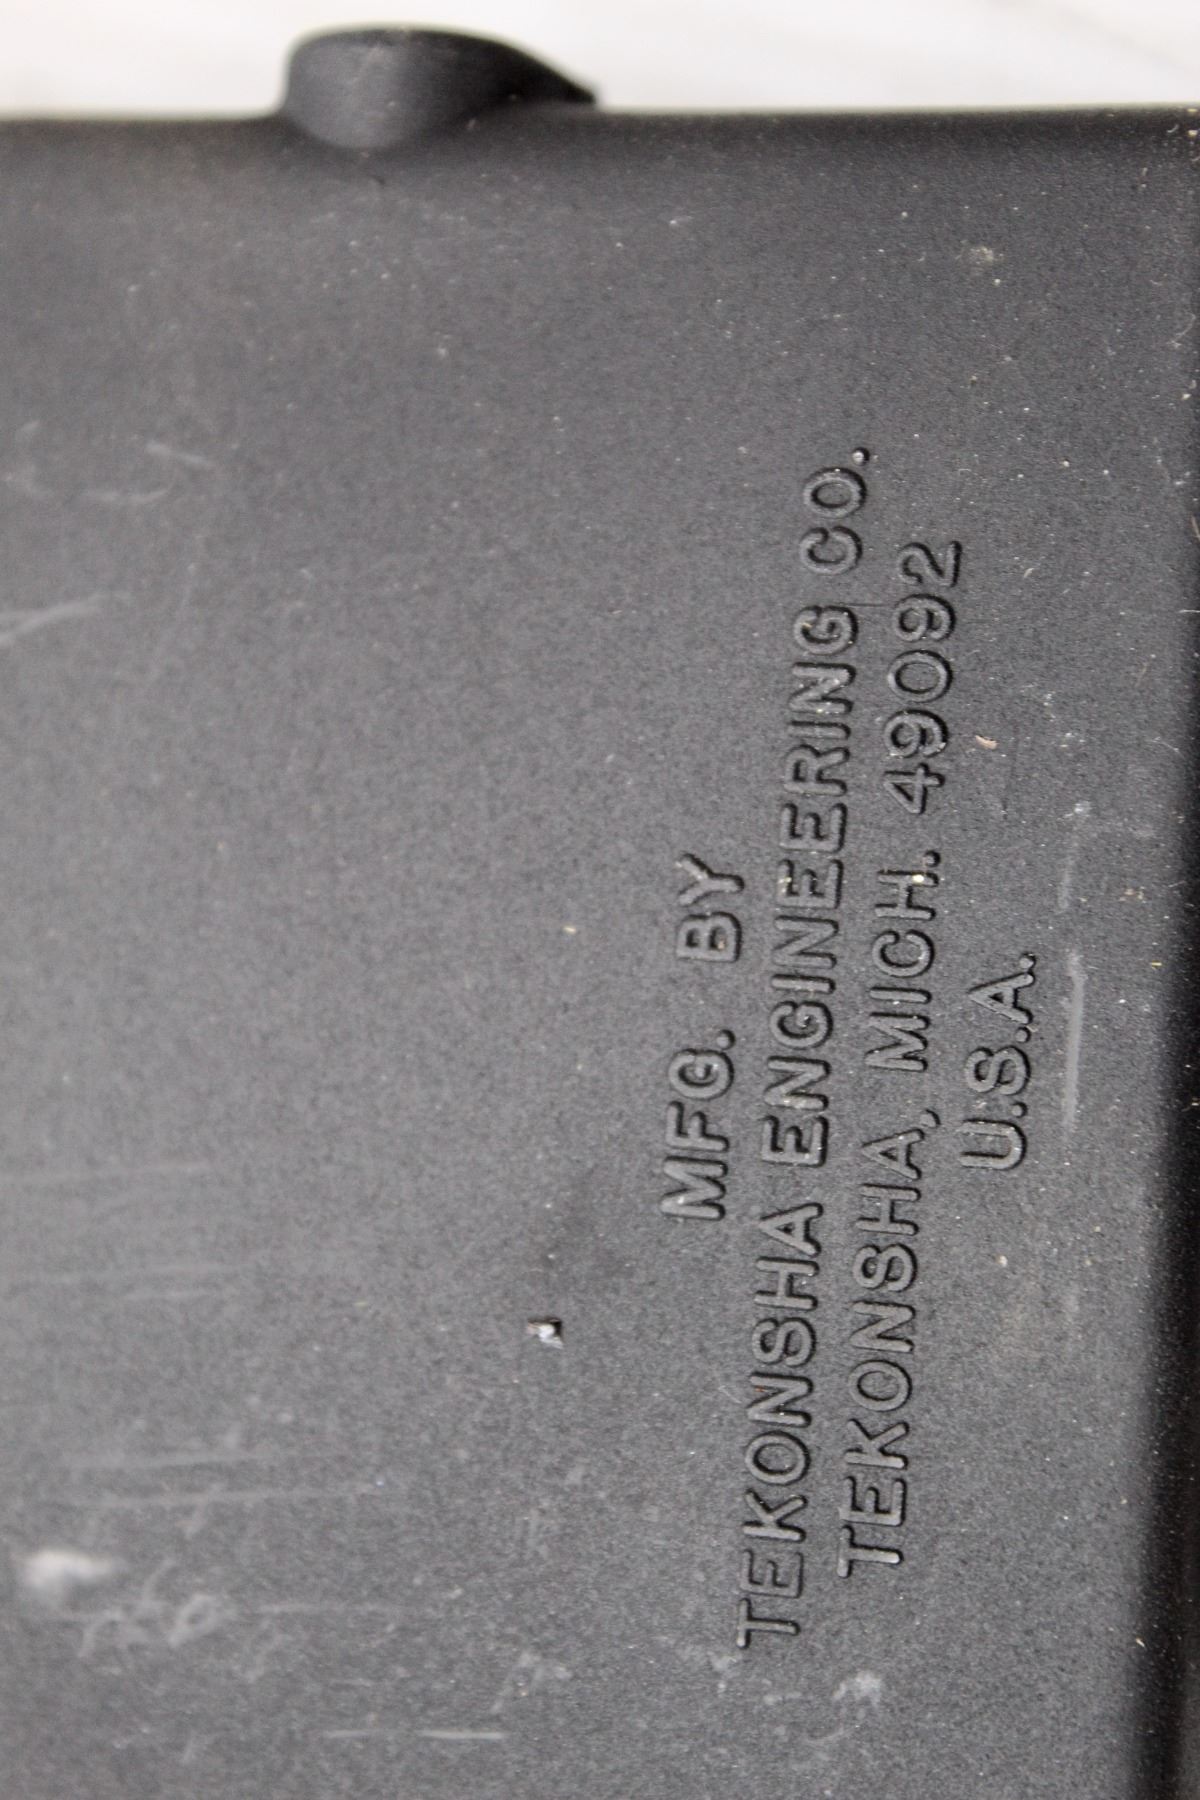 MFG. BY
TEKONSHA ENGINEERING CO.
TEKONSHA, MICH. 49092
U.S.A.